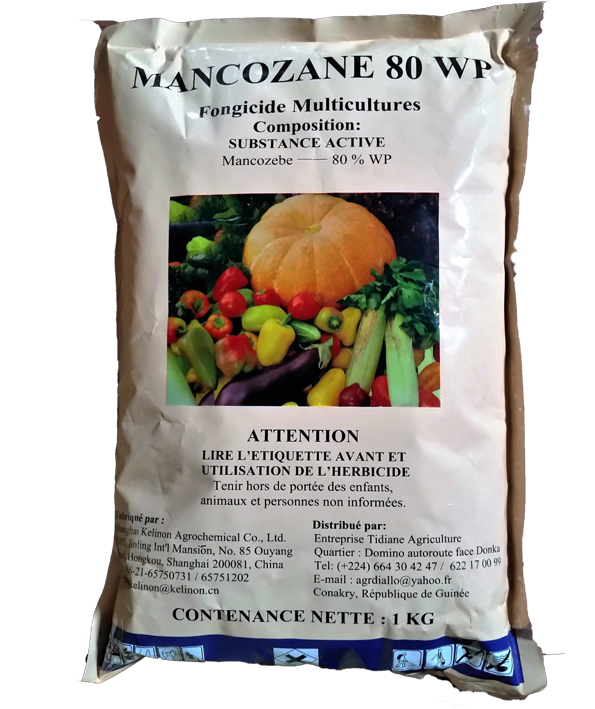 MANCOZANE 80 WP
Fongicide Multicultures
Composition:
SUBSTANCE ACTIVE
Mancozebe —— 80 % WP
ATTENTION
LIRE L’ETIQUETTE AVANT ET
UTILISATION DE L’HERBICIDE
Tenir hors de portée des enfants,
animaux et personnes non informées.
par :
Kelinon Agrochemical Co., Ltd.
Jinling Int'l Mansion, No. 85 Ouyang
Hongkou, Shanghai 200081, China
-21-65750731 / 65751202
kelinon@kelinon.cn
Distribué par:
Entreprise Tidiane Agriculture
Quartier : Domino autoroute face Donka
Tel: (+224) 664 30 42 47 / 622 17 00 99
E-mail : agrdiallo@yahoo.fr
Conakry, République de Guinée
CONTENANCE NETTE : 1 KG